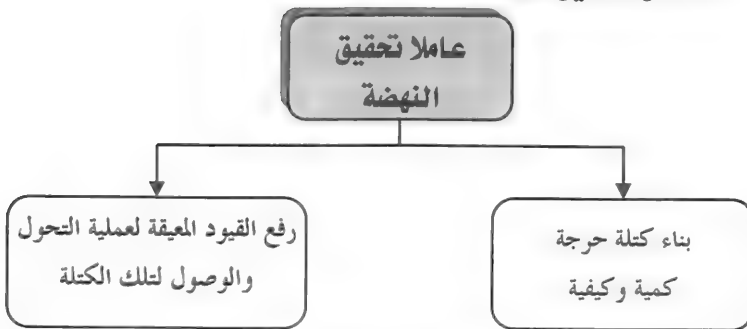 عاملا تحقيق
النهضة
بناء كتلة حرجة
كمية وكيفية
رفع القيود المعيقة لعملية التحول
والوصول لتلك الكتلة